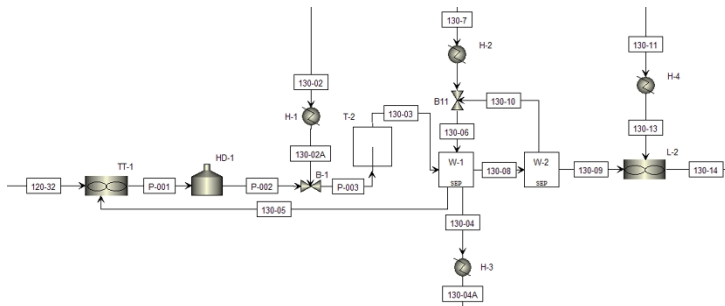 130-7
130-11
130-02
H-2
H-4
B11
130-10
H-1
T-2
130-03
130-06
130-13
130-02A
HD-1
W-1
W-2
L-2
TT-1
B-1
120-32
P-001
P-002
P-003
SEP
130-08
SEP
130-09
130-14
130-05
130-04
H-3
130-04A